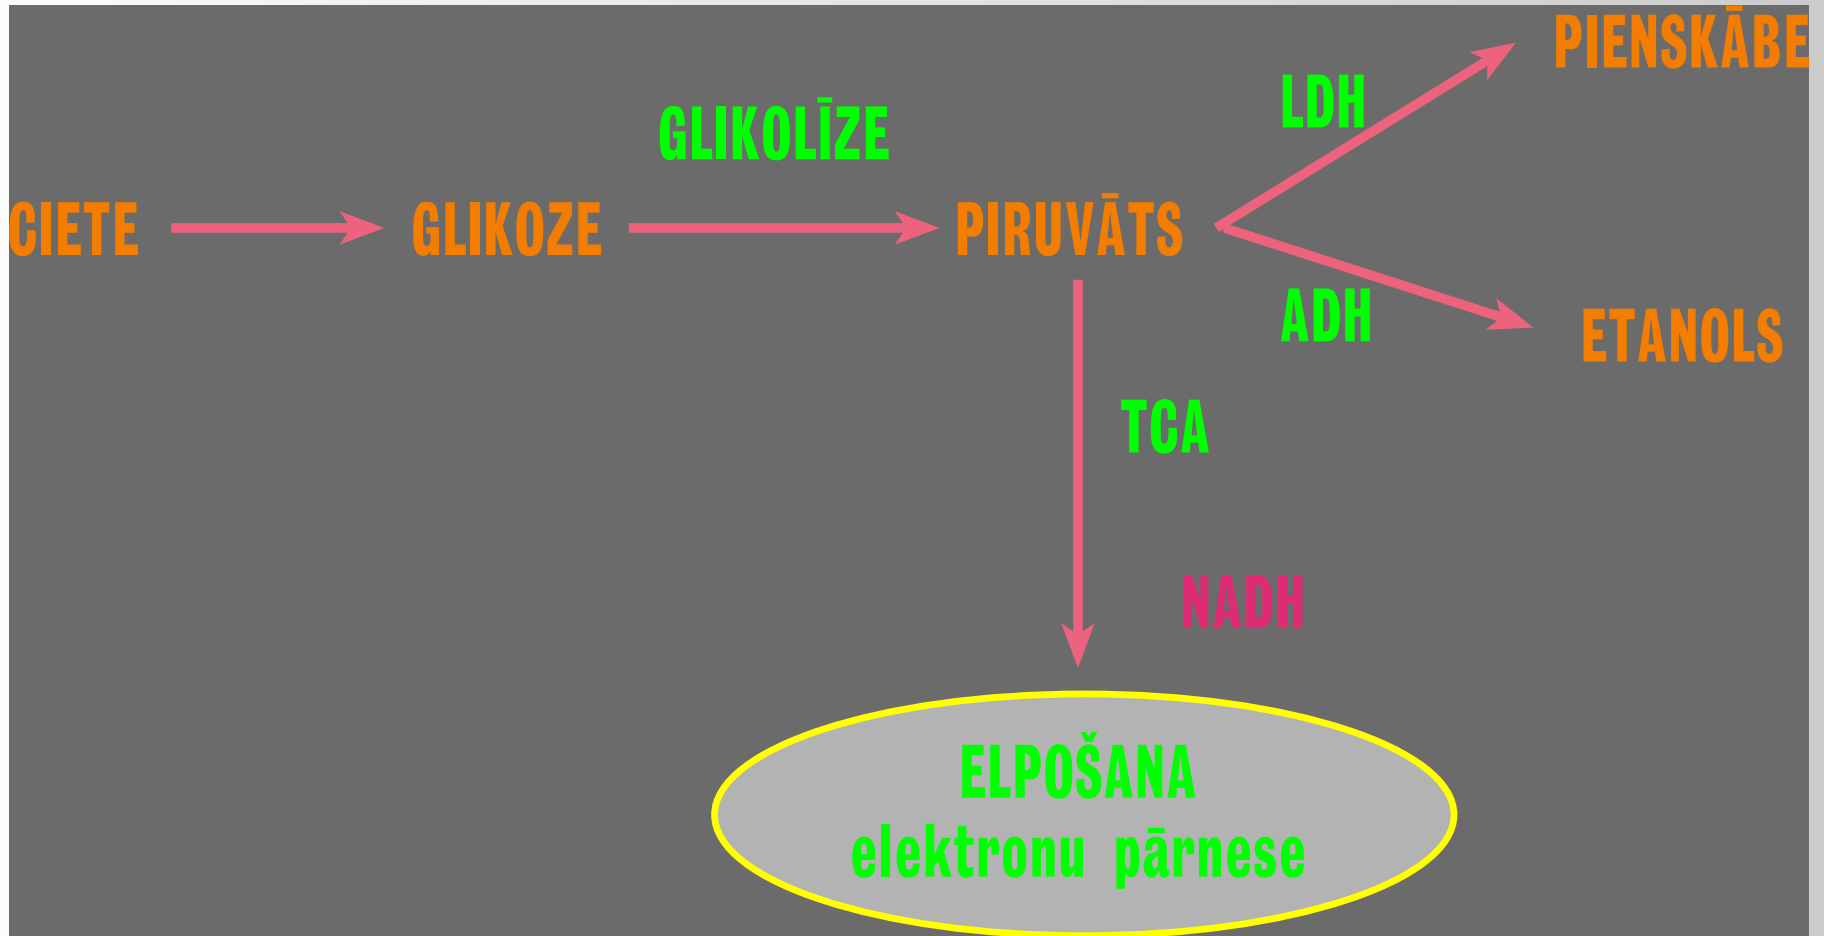 PIENSKĀBE
LDH
GLIKOLĪZE
CIETE GLIKOZE PIRUVĀTS
ADH
ETANOLS
TCA
NADH
ELPOŠANA
elektronu pārnese